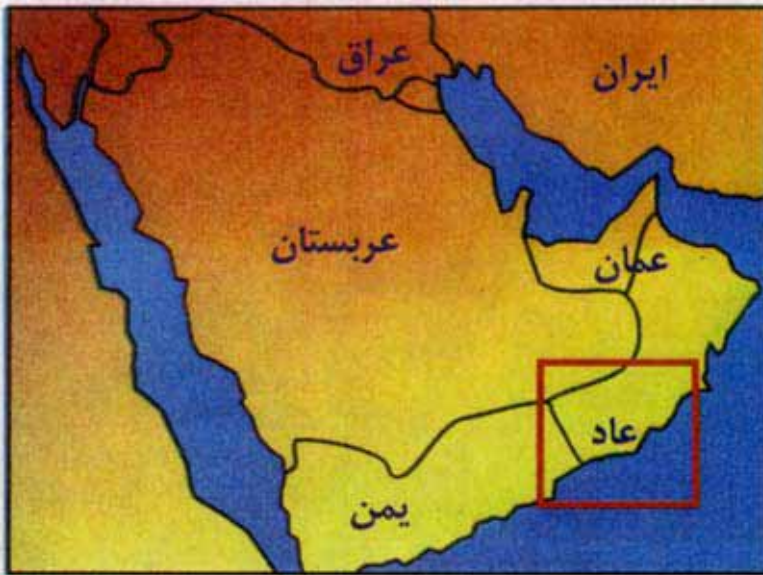 عراق
ایران
عربستان
عمان
عاد
یمن